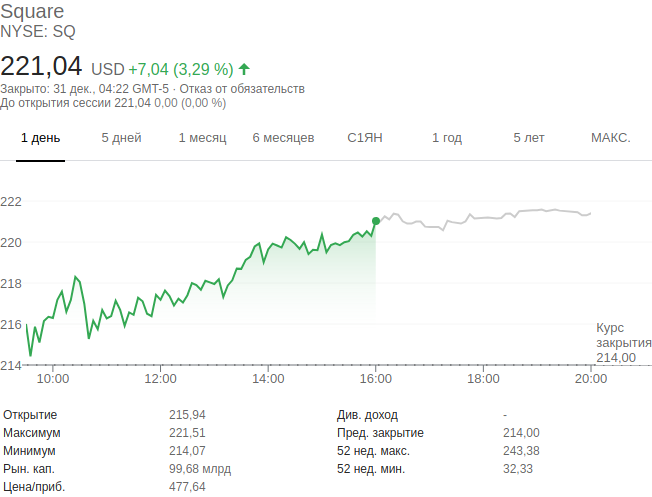 Square
NYSE: SQ
221,04 USD +7,04 (3,29 %)
Закрыто: 31 дек., 04:22 GMT-5 · Отказ от обязательств
До открытия сессии 221,04 0,00 (0,00 %)
1 день 5 дней 1 месяц 6 месяцев С1ЯН 1 год 5 лет МАКС.
222
220
218
216
214
Курс
закрытия
214,00
10:00 12:00 14:00 16:00 18:00 20:00
Открытие 215,94 Див. доход -
Максимум 221,51 Пред. закрытие 214,00
Минимум 214,07 52 нед. макс. 243,38
Рын. кап. 99,68 млрд 52 нед. мин. 32,33
Цена/приб. 477,64